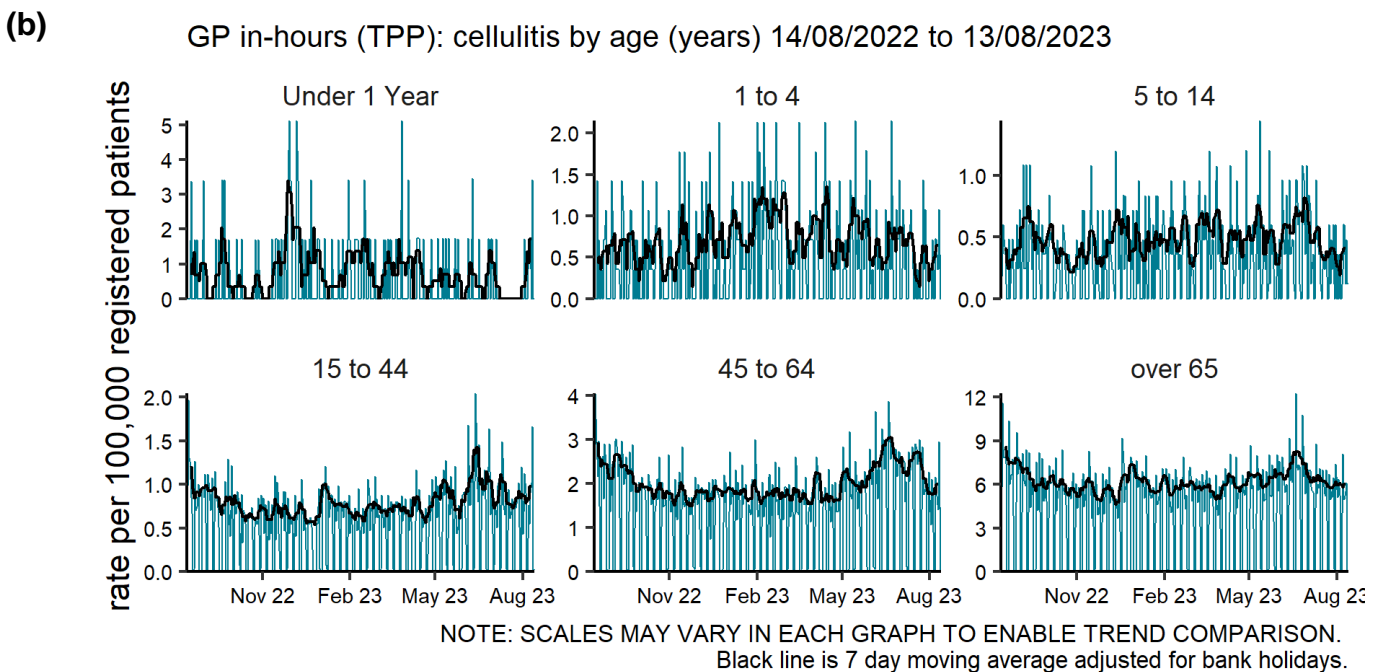 (b)
GP in-hours (TPP): cellulitis by age (years) 14/08/2022 to 13/08/2023
rate per 100,000 registered patients
Under 1 Year
5
4
3
2
1
0
1 to 4
2.0
1.5
1.0
0.5
0.0
5 to 14
1.0
0.5
0.0
15 to 44
2.0
1.5
1.0
0.5
0.0
Nov 22 Feb 23 May 23 Aug 23
45 to 64
4
3
2
1
0
Nov 22 Feb 23 May 23 Aug 23
over 65
12
9
6
3
0
Nov 22 Feb 23 May 23 Aug 23
NOTE: SCALES MAY VARY IN EACH GRAPH TO ENABLE TREND COMPARISON.
Black line is 7 day moving average adjusted for bank holidays.